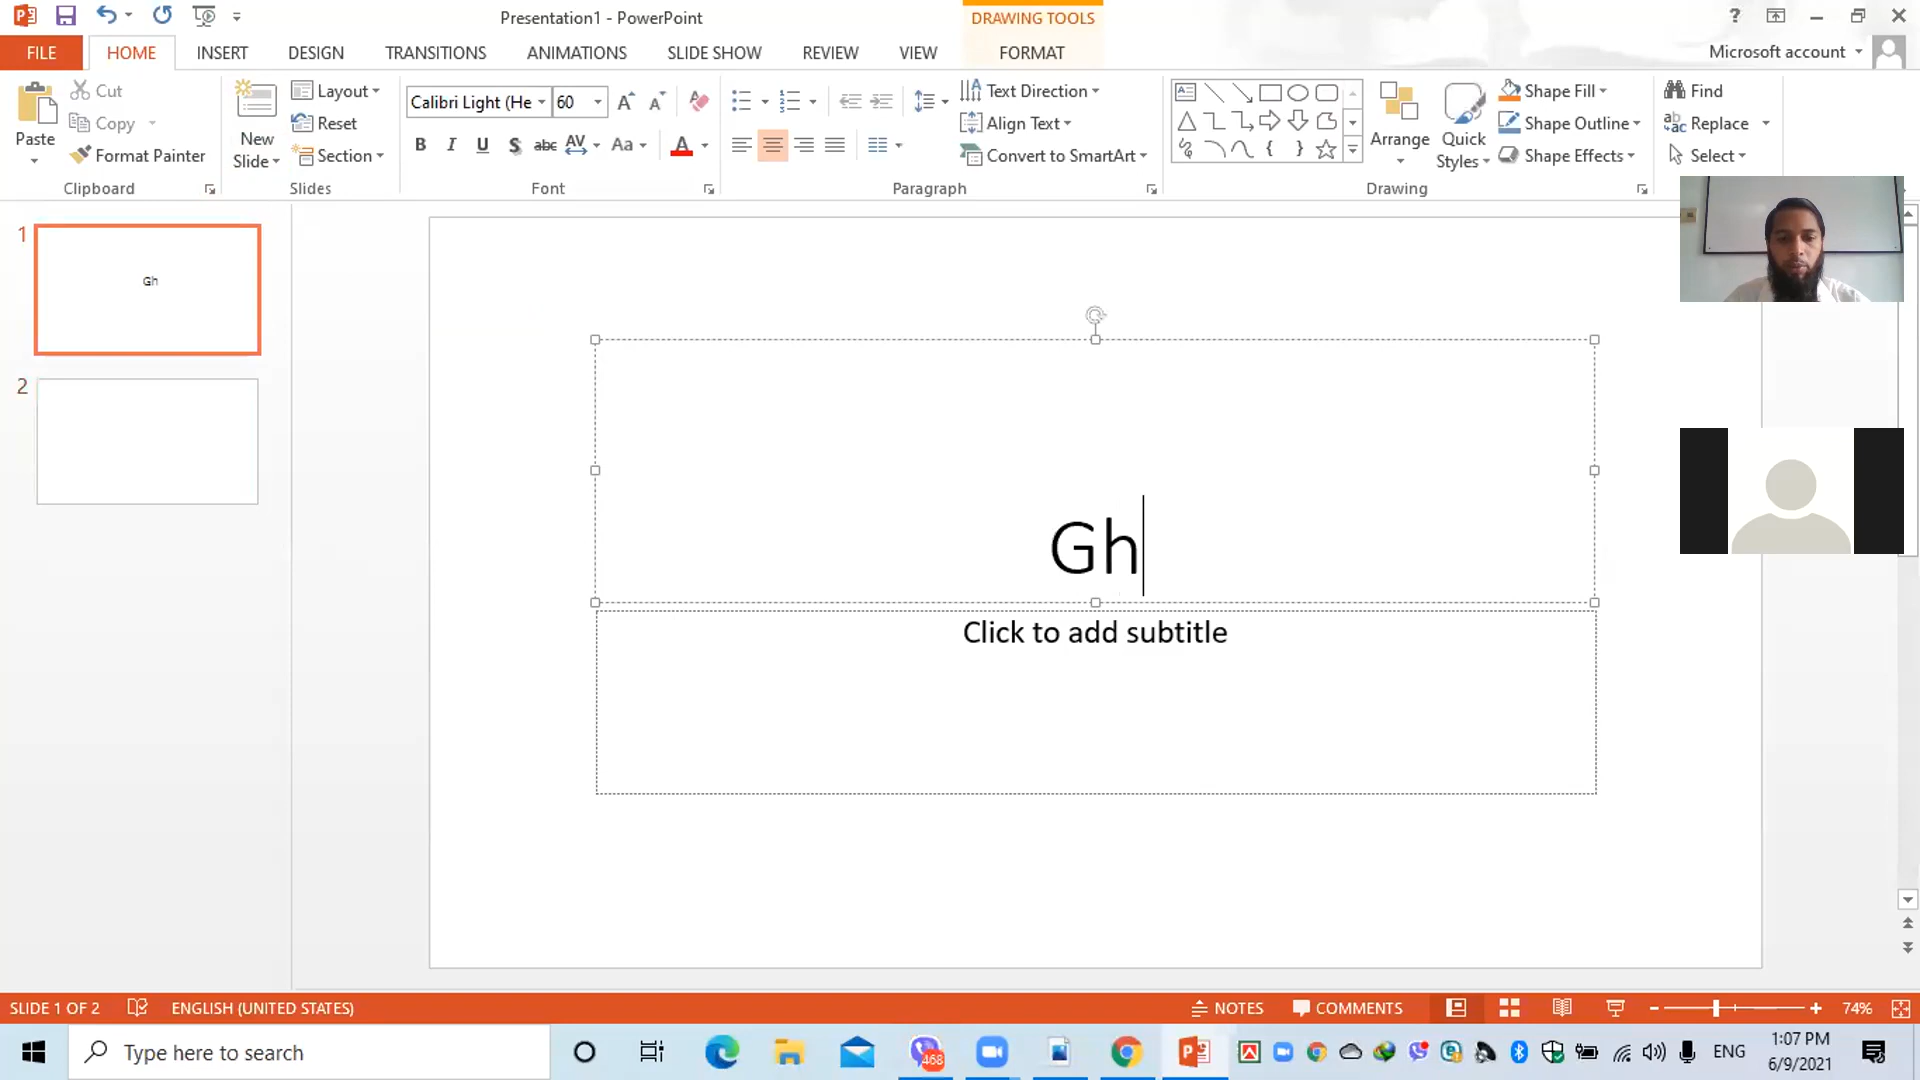 Presentation1 - PowerPoint
DRAWING TOOLS
?
FILE
HOME
INSERT
DESIGN
TRANSITIONS
ANIMATIONS
SLIDE SHOW
REVIEW
VIEW
FORMAT
Microsoft account
Paste
Cut
Copy
Format Painter
Clipboard
New Slide
Layout
Reset
Section
Slides
Calibri Light (He
60
B I U S abc AV Aa A
Font
Text Direction
Align Text
Convert to SmartArt
Paragraph
Arrange
Quick Styles
Shape Fill
Shape Outline
Shape Effects
Drawing
Find
Replace
Select
1
Gh
2
Gh
Click to add subtitle
SLIDE 1 OF 2
ENGLISH (UNITED STATES)
NOTES
COMMENTS
74%
Type here to search
468
ENG
1:07 PM
6/9/2021